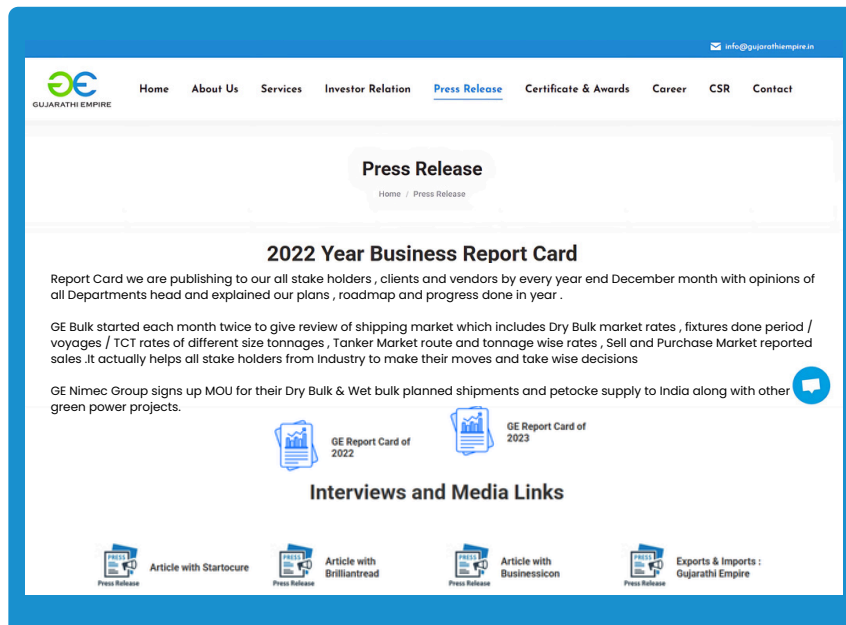 info@gujarathiempire.in
GE
GUJARATHI EMPIRE
Home About Us Services Investor Relation Press Release Certificate & Awards Career CSR Contact
Press Release
Home / Press Release
2022 Year Business Report Card
Report Card we are publishing to our all stake holders , clients and vendors by every year end December month with opinions of
all Departments head and explained our plans , roadmap and progress done in year .
GE Bulk started each month twice to give review of shipping market which includes Dry Bulk market rates , fixtures done period /
voyages / TCT rates of different size tonnages , Tanker Market route and tonnage wise rates , Sell and Purchase Market reported
sales .It actually helps all stake holders from Industry to make their moves and take wise decisions
GE Nimec Group signs up MOU for their Dry Bulk & Wet bulk planned shipments and petocke supply to India along with other
green power projects.
GE Report Card of
2022
GE Report Card of
2023
Interviews and Media Links
PRESS
Press Release
Article with Startocure
PRESS
Press Release
Article with
Brilliantread
PRESS
Press Release
Article with
Businessicon
PRESS
Press Release
Exports & Imports :
Gujarathi Empire